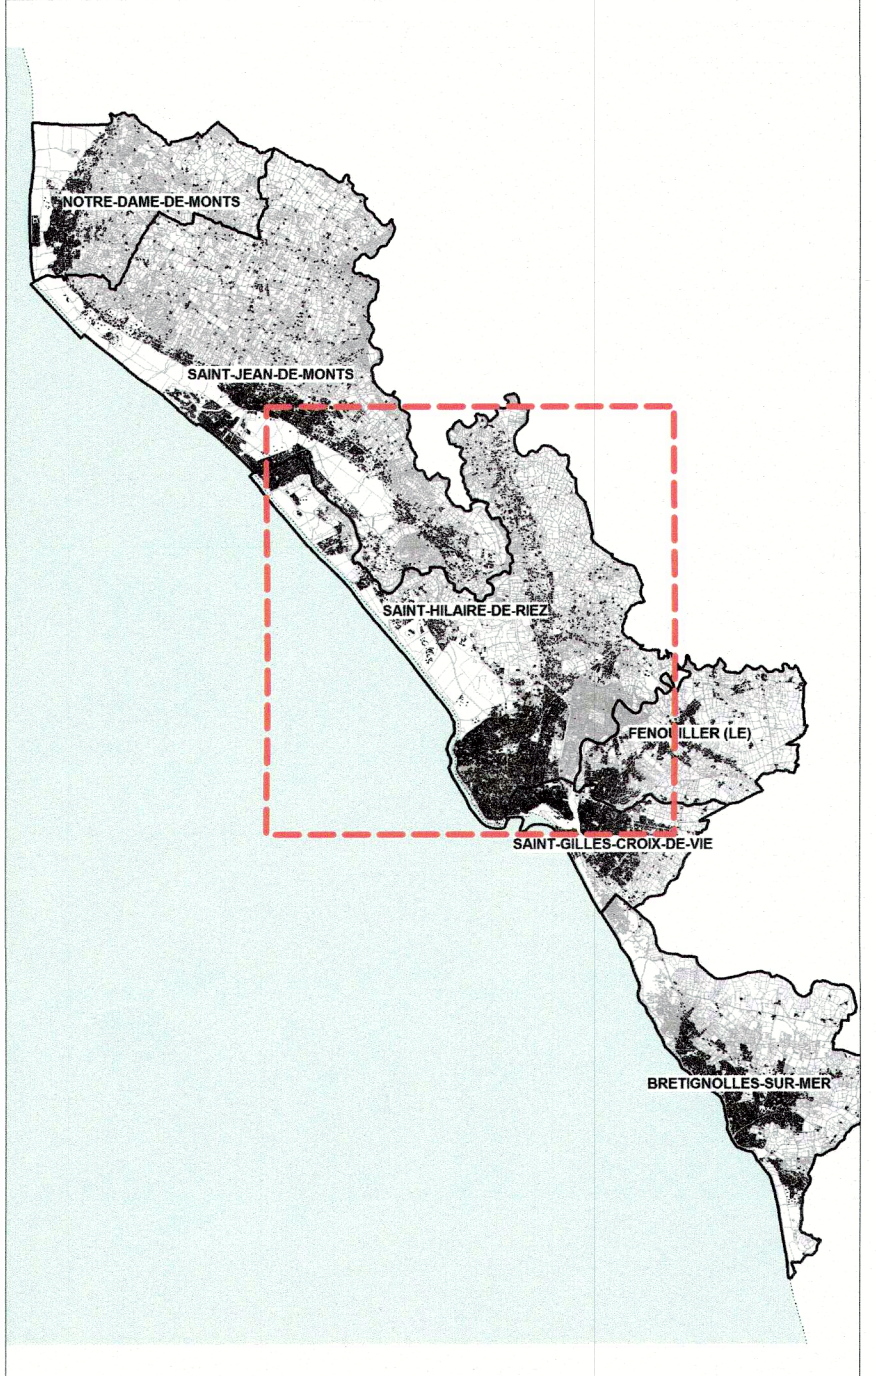 NOTRE-DAME-DE-MONTS
SAINT-JEAN-DE-MONTS
SAINT-HILAIRE-DE-RIEZ
FENOUILLER (LE)
SAINT-GILLES-CROIX-DE-VIE
BRETIGNOLLES-SUR-MER